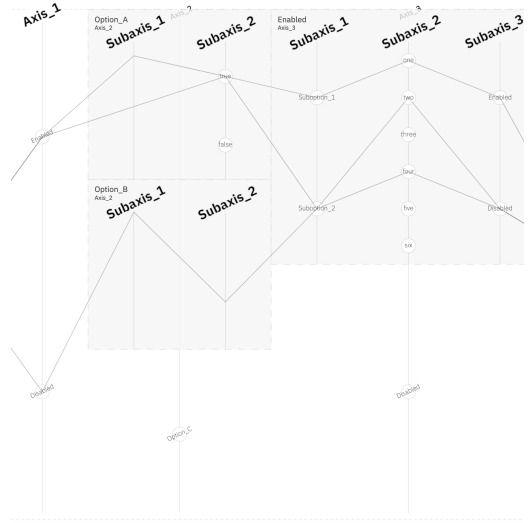 Axis_1
Option_A
Axis_2
Axis_2
Subaxis_1
Subaxis_2
Enabled
Axis_3
Axis_3
Subaxis_1
Subaxis_2
Subaxis_3
one
true
Suboption_1
two
Enabled
Enabled
three
false
four
Option_B
Axis_2
Subaxis_1
Subaxis_2
Suboption_2
five
Disabled
six
Disabled
Disabled
Option_C